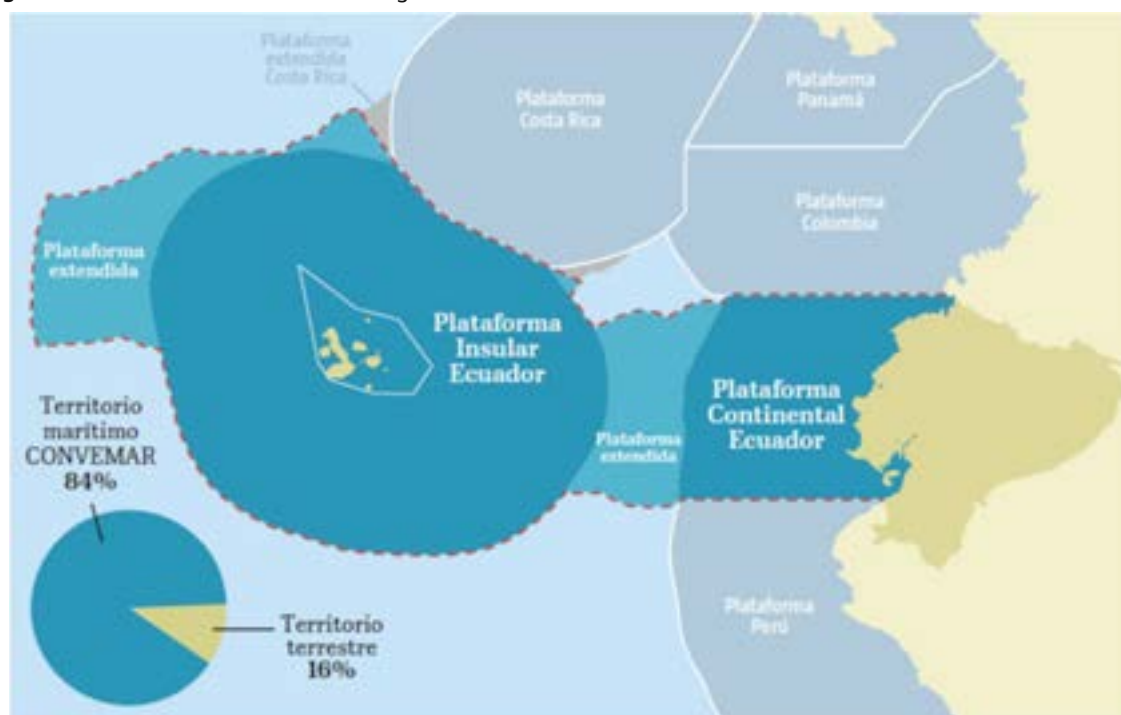 Plataforma
extendida
Costa Rica
Plataforma
Costa Rica
Plataforma
Panamá
Plataforma
Colombia
Plataforma
extendida
Plataforma
Insular
Ecuador
Plataforma
Continental
Ecuador
Plataforma
extendida
Territorio
marítimo
CONVEMAR
84%
Territorio
terrestre
16%
Plataforma
Perú